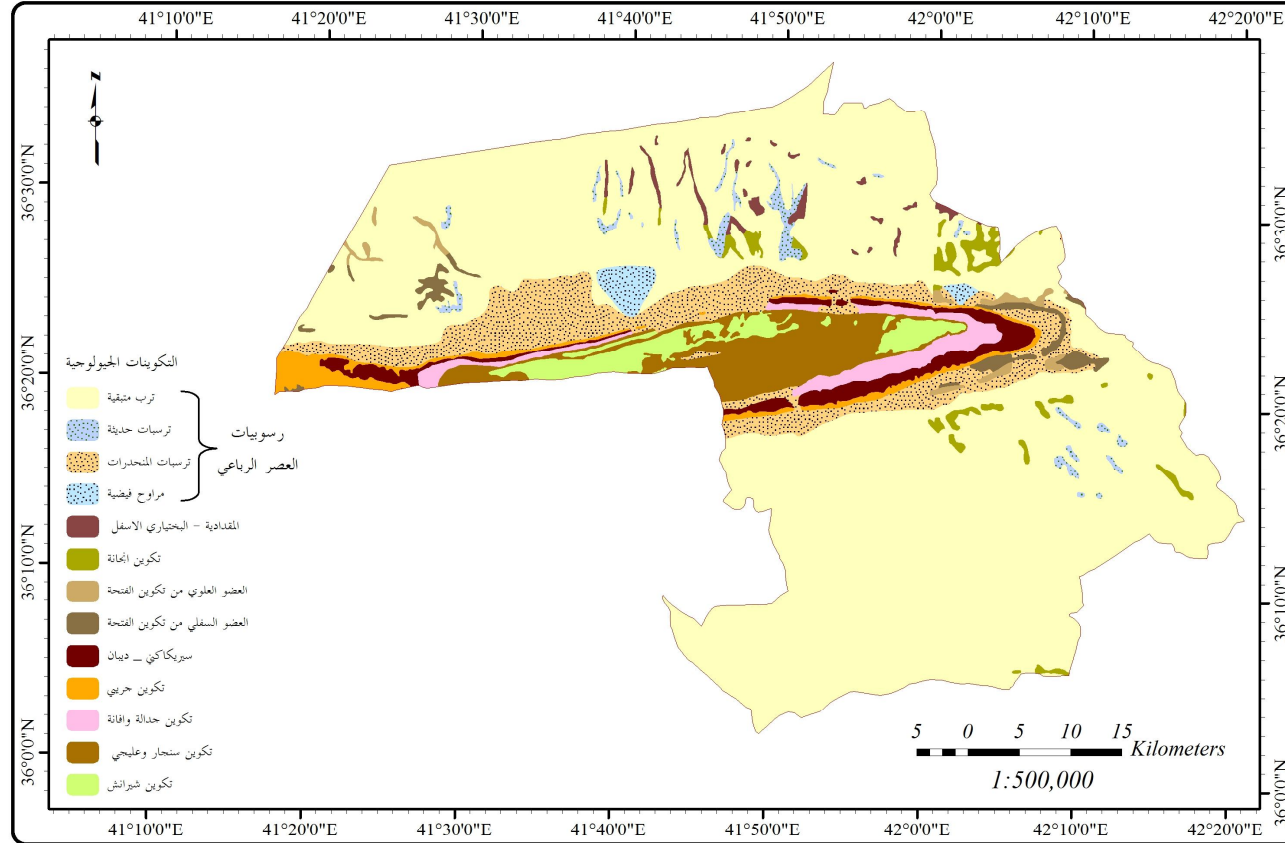 41°10'0"E 41°20'0"E 41°30'0"E 41°40'0"E 41°50'0"E 42°0'0"E 42°10'0"E 42°20'0"E
N
36°30'0"N
36°20'0"N
36°10'0"N
36°0'0"N
36°30'0"N
36°20'0"N
36°10'0"N
36°0'0"N
التكوينات الجيولوجية
ترب متبقية
ترسبات حديثة
ترسبات المنحدرات
مراوح فيضية
رسوبيات
العصر الرباعي
المقدادية - البختياري الاسفل
تكوين انجانة
العضو العلوي من تكوين الفتحة
العضو السفلي من تكوين الفتحة
سيريكاكني _ ديبان
تكوين جريبي
تكوين جدالة وافانة
تكوين سنجار وعليجي
تكوين شيرانش
5 0 5 10 15
Kilometers
1:500,000
41°10'0"E 41°20'0"E 41°30'0"E 41°40'0"E 41°50'0"E 42°0'0"E 42°10'0"E 42°20'0"E